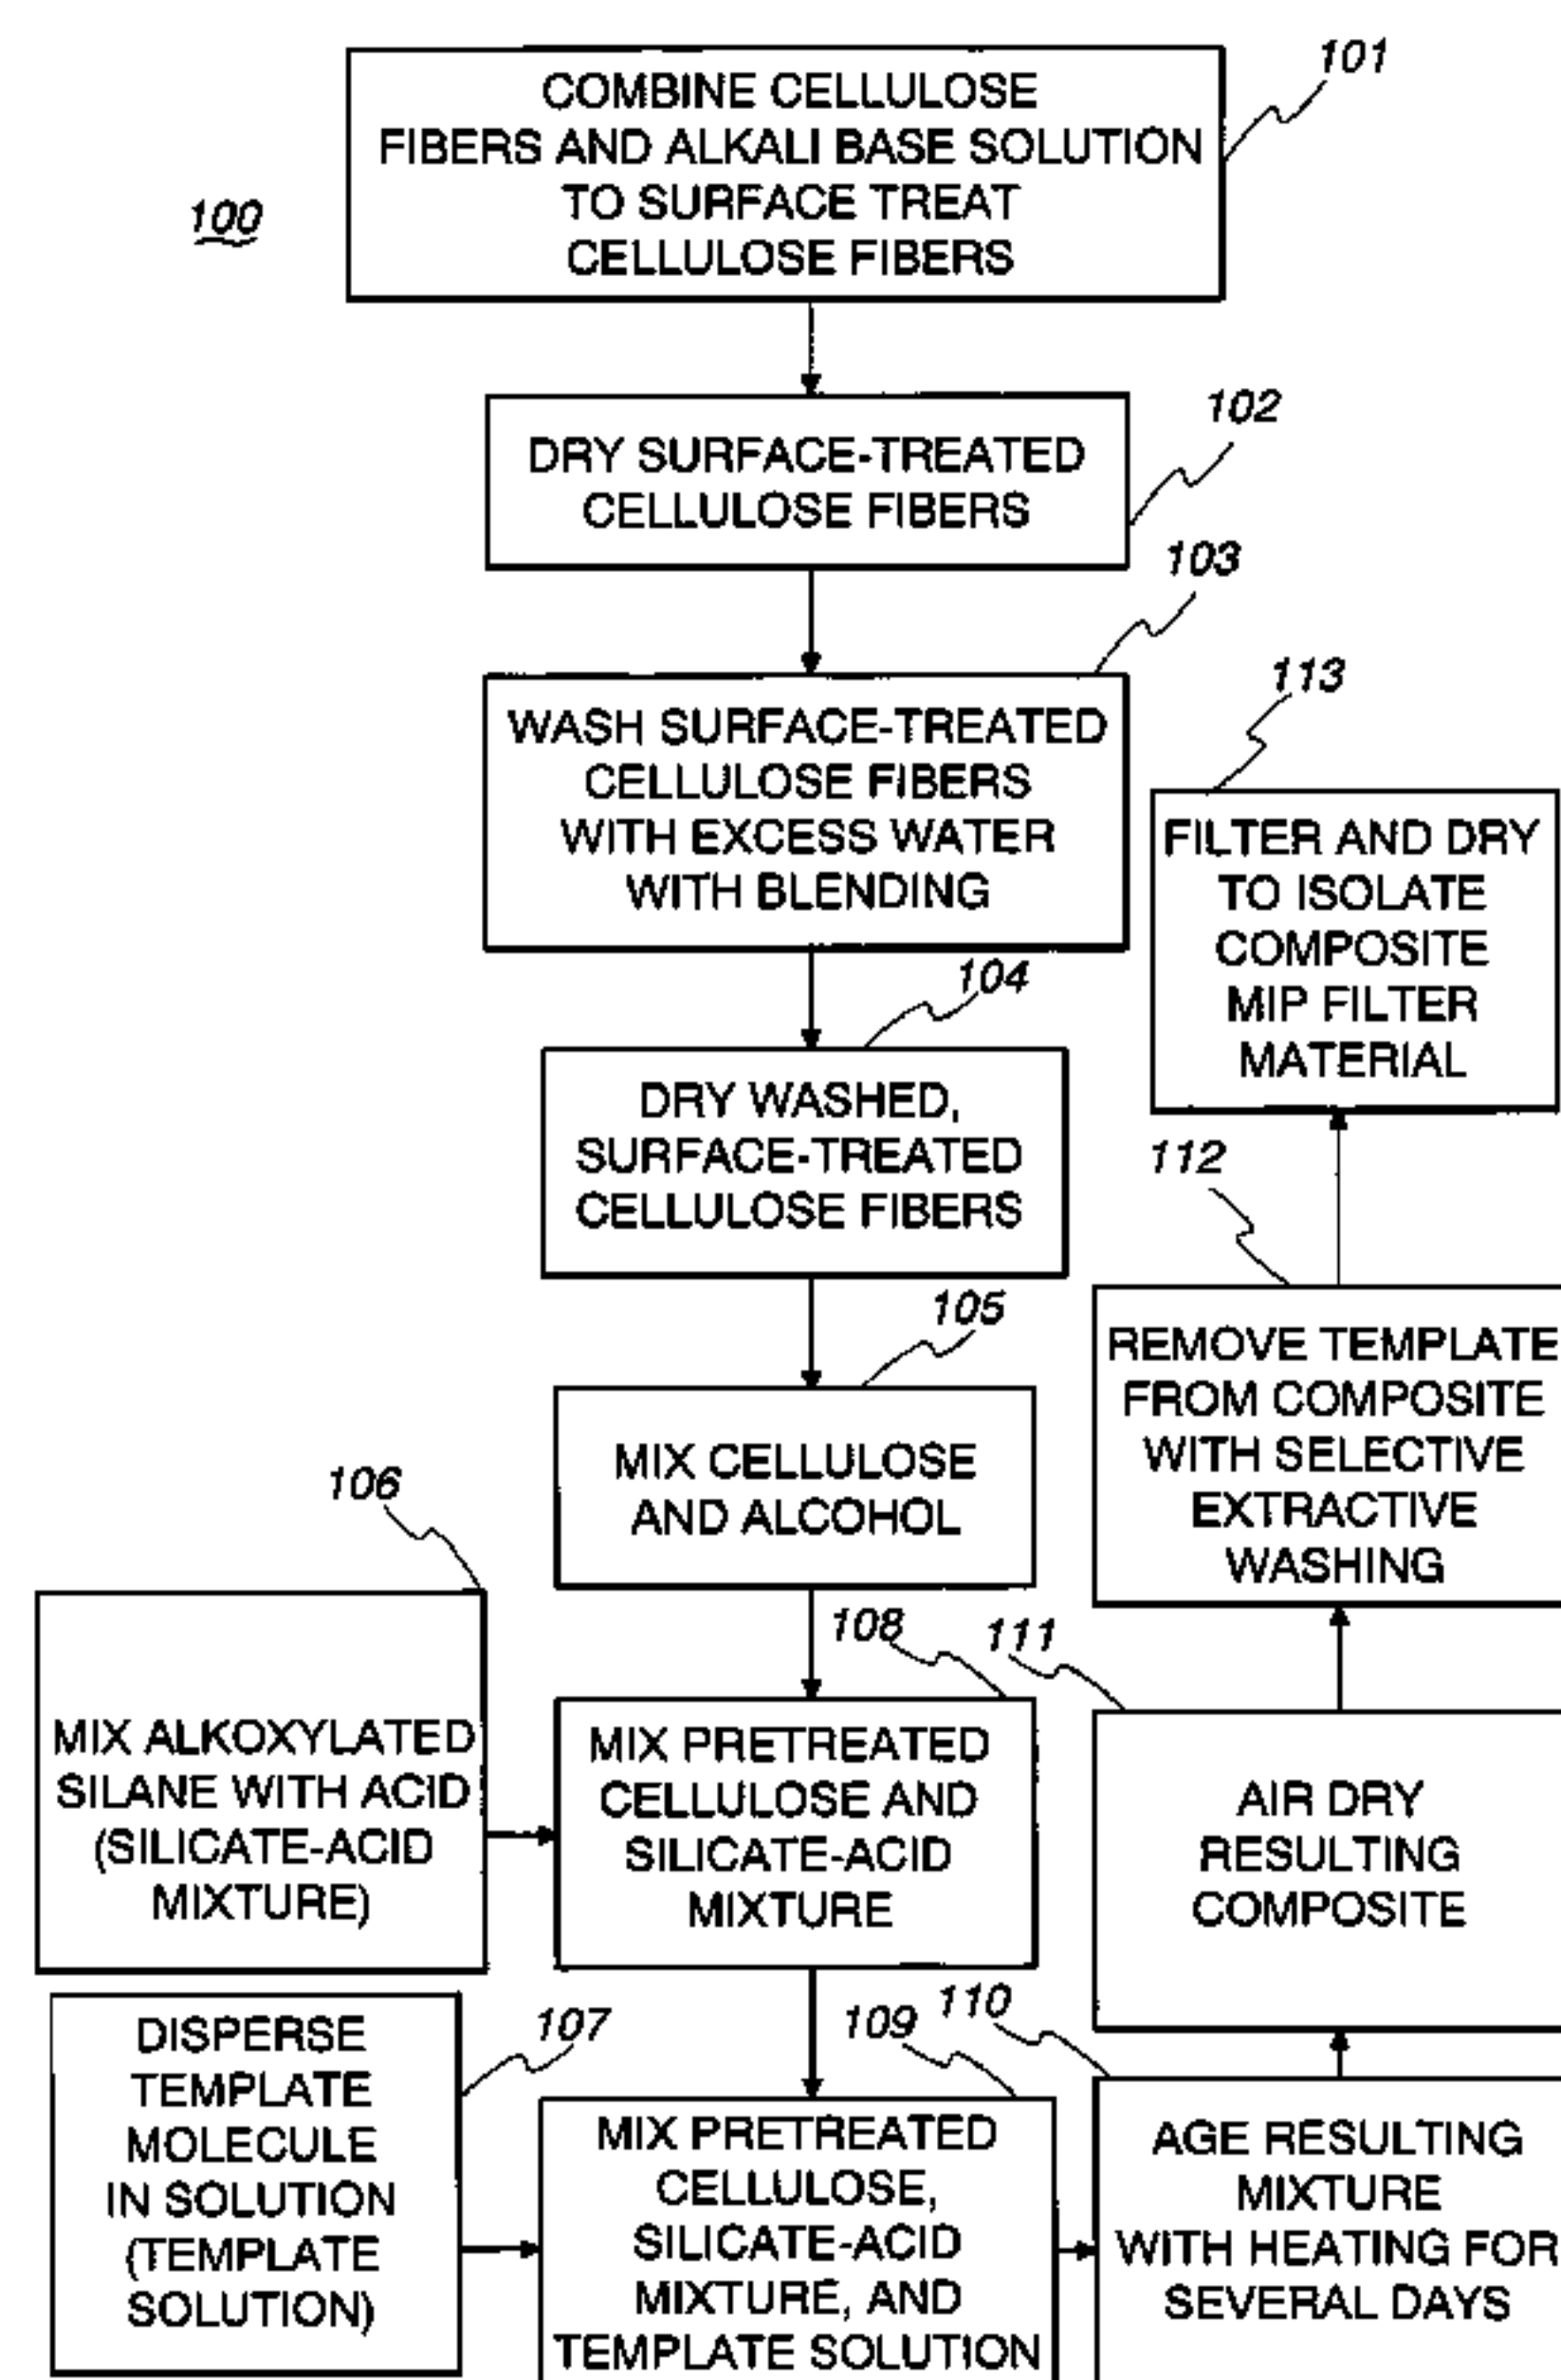 100
101
COMBINE CELLULOSE
FIBERS AND ALKALI BASE SOLUTION
TO SURFACE TREAT
CELLULOSE FIBERS
102
DRY SURFACE-TREATED
CELLULOSE FIBERS
103
WASH SURFACE-TREATED
CELLULOSE FIBERS
WITH EXCESS WATER
WITH BLENDING
104
DRY WASHED,
SURFACE-TREATED
CELLULOSE FIBERS
105
MIX CELLULOSE
AND ALCOHOL
106
MIX ALKOXYLATED
SILANE WITH ACID
(SILICATE-ACID
MIXTURE)
108
MIX PRETREATED
CELLULOSE AND
SILICATE-ACID
MIXTURE
107
DISPERSE
TEMPLATE
MOLECULE
IN SOLUTION
(TEMPLATE
SOLUTION)
109
MIX PRETREATED
CELLULOSE,
SILICATE-ACID
MIXTURE, AND
TEMPLATE SOLUTION
110
AGE RESULTING
MIXTURE
WITH HEATING FOR
SEVERAL DAYS
111
AIR DRY
RESULTING
COMPOSITE
112
REMOVE TEMPLATE
FROM COMPOSITE
WITH SELECTIVE
EXTRACTIVE
WASHING
113
FILTER AND DRY
TO ISOLATE
COMPOSITE
MIP FILTER
MATERIAL